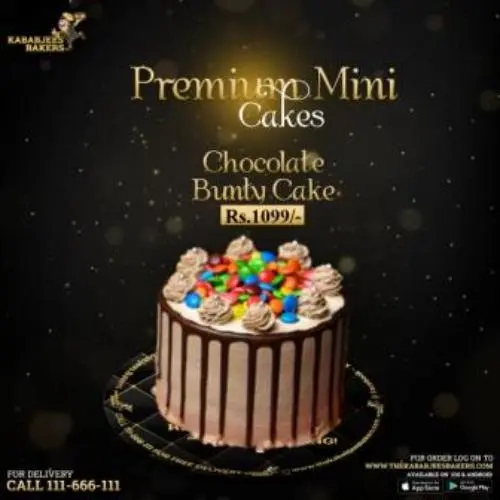 KABABJEES
BAKERS
Premium Mini
Cakes
Chocolate
Bunty Cake
Rs.1099/-
FOR DELIVERY
CALL 111-666-111
FOR ORDER LOG ON TO
WWW.THEKABABJEESBAKERS.COM
AVAILABLE ON IOS & ANDROID
App Store
Google Play